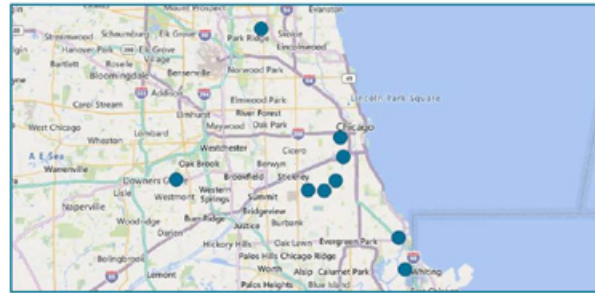 Mount Prospect
Evanston
Streamwood
Schaumburg
Elk Grove
Skokie
Hanover Park
Elk Grove
Village
Park Ridge
Lincolnwood
Bartlett
Roselle
Bensenville
Norwood Park
Bloomingdale
Addison
Carol Stream
Elmhurst
Elmwood Park
River Forest
Lincoln Park Square
West Chicago
Lombard
Maywood
Oak Park
Chicago
Wheaton
Westchester
Cicero
Warrenville
Oak Brook
Berwyn
Brookfield
Stickney
Lisle
Westmont
Western
Springs
Summit
Naperville
Bridgeview
Woodridge
Burr Ridge
Justice
Burbank
Darien
Hickory Hills
Oak Lawn
Evergreen Park
Bolingbrook
Palos Hills
Chicago Ridge
Lemont
Worth
Alsip
Calumet Park
Whiting
Palos Heights
Blue Island